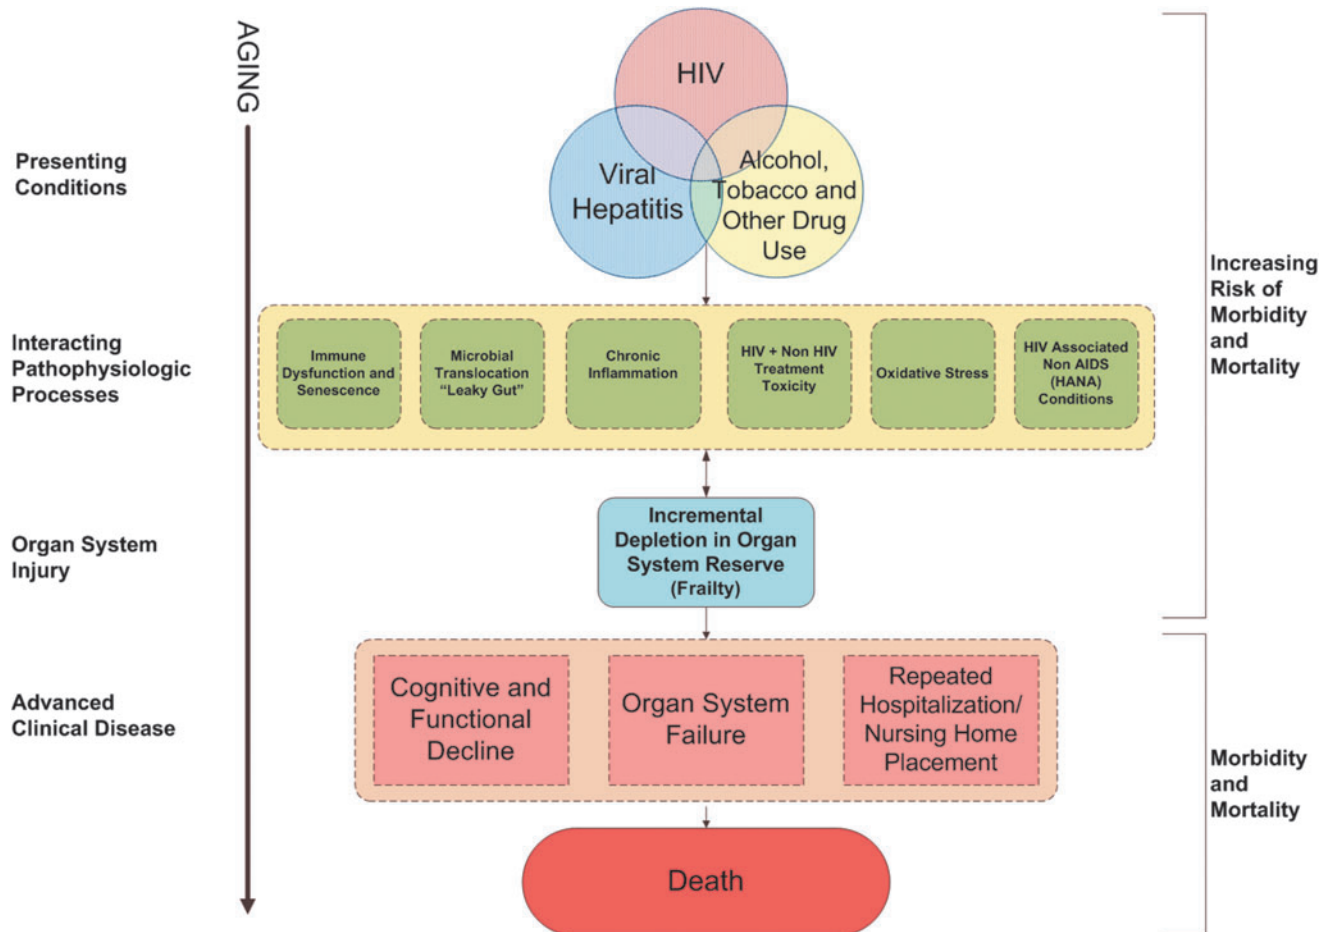 AGING
HIV
Viral
Hepatitis
Alcohol,
Tobacco and
Other Drug
Use
Presenting
Conditions
Interacting
Pathophysiologic
Processes
Immune
Dysfunction and
Senescence
Microbial
Translocation
“Leaky Gut”
Chronic
Inflammation
HIV + Non HIV
Treatment
Toxicity
Oxidative Stress
HIV Associated
Non AIDS
(HANA)
Conditions
Increasing
Risk of
Morbidity
and
Mortality
Organ System
Injury
Incremental
Depletion in Organ
System Reserve
(Frailty)
Advanced
Clinical Disease
Cognitive and
Functional
Decline
Organ System
Failure
Repeated
Hospitalization/
Nursing Home
Placement
Morbidity
and
Mortality
Death